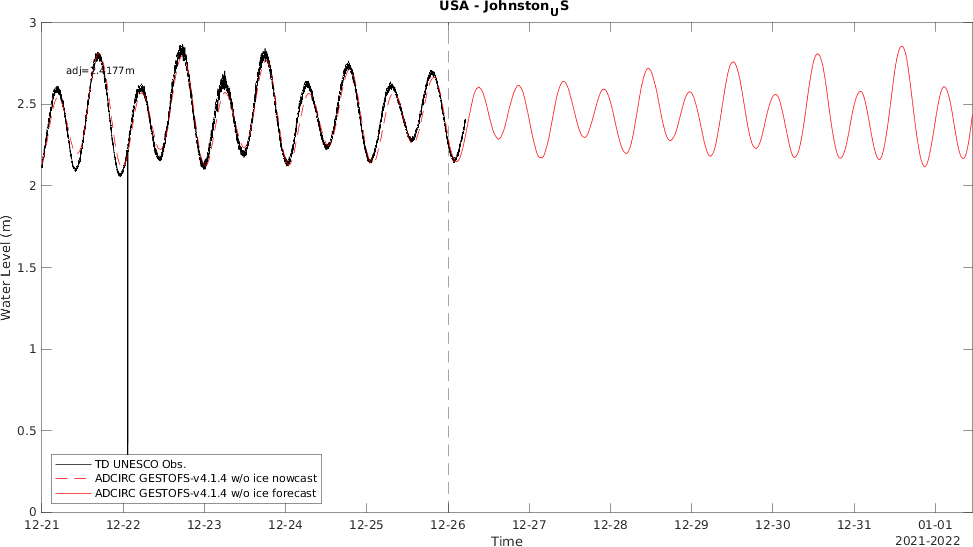 USA - Johnston_US
3
adj=2.4177m
2.5
2
1.5
Water Level (m)
1
0.5
TD UNESCO Obs.
ADCIRC GESTOFS-v4.1.4 w/o ice nowcast
ADCIRC GESTOFS-v4.1.4 w/o ice forecast
0
12-21 12-22 12-23 12-24 12-25 12-26 12-27 12-28 12-29 12-30 12-31 01-01
Time 2021-2022